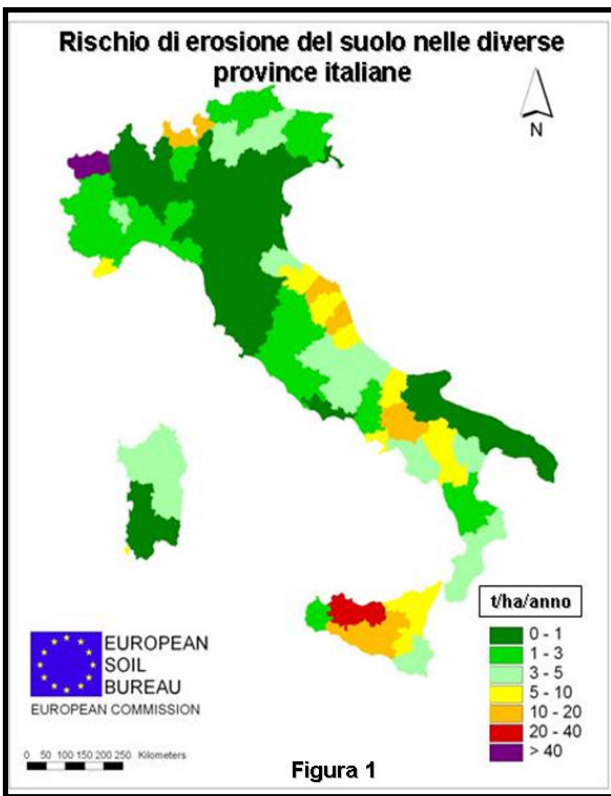 Rischio di erosione del suolo nelle diverse
province italiane
N
t/ha/anno
0 - 1
1 - 3
3 - 5
5 - 10
10 - 20
20 - 40
> 40
EUROPEAN
SOIL
BUREAU
EUROPEAN COMMISSION
0 50 100 150 200 250 Kilometers
Figura 1